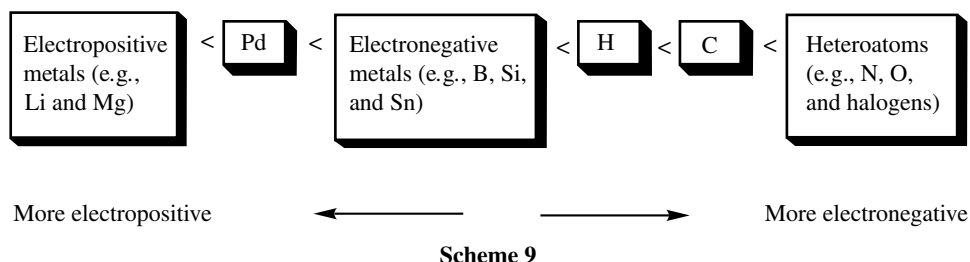 Electropositive metals (e.g., Li and Mg) < Pd < Electronegative metals (e.g., B, Si, and Sn) < H < C < Heteroatoms (e.g., N, O, and halogens)
More electropositive More electronegative
Scheme 9